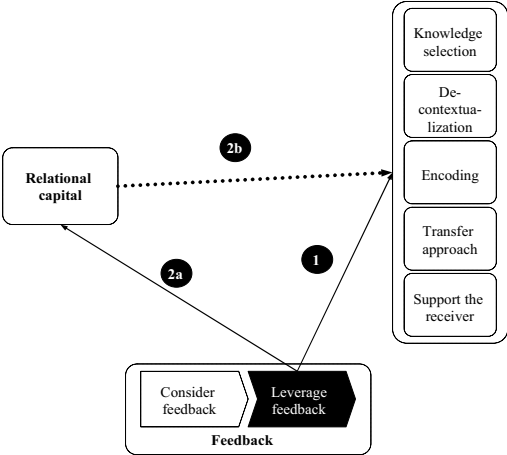 Knowledge
selection
De-
contextua-
lization
2b
Relational
capital
Encoding
Transfer
approach
1
2a
Support the
receiver
Consider
feedback
Leverage
feedback
Feedback